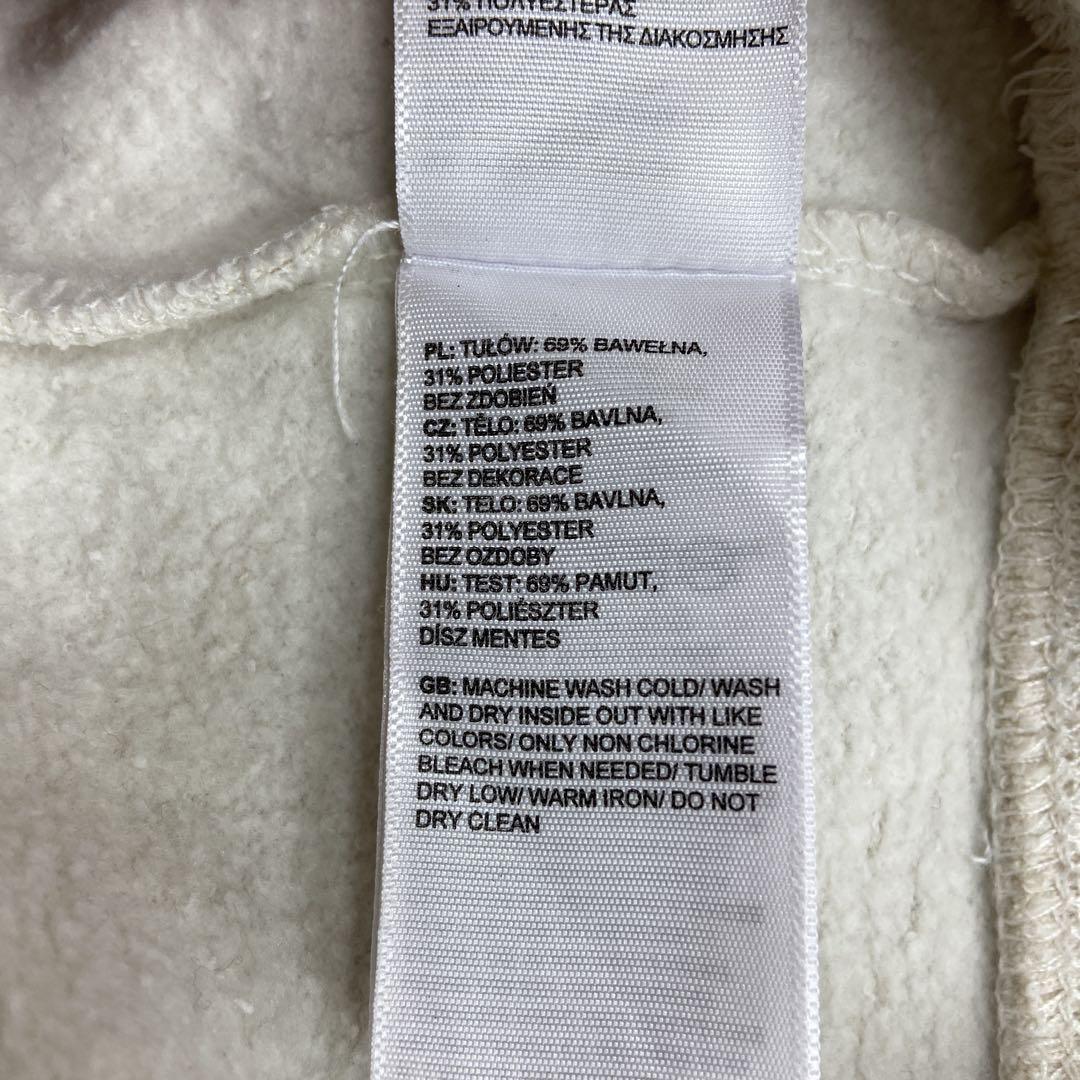 31% ΠΟΛΥΕΣΤΕΡΑΣ
ΕΞΑΙΡΟΥΜΕΝΗΣ ΤΗΣ ΔΙΑΚΟΣΜΗΣΗΣ
PL: TUŁÓW: 69% BAWEŁNA,
31% POLIESTER
BEZ ZDOBIEŃ
CZ: TĚLO: 69% BAVLNA,
31% POLYESTER
BEZ DEKORACE
SK: TELO: 69% BAVLNA,
31% POLYESTER
BEZ OZDOBY
HU: TEST: 69% PAMUT,
31% POLIÉSZTER
DÍSZ MENTES
GB: MACHINE WASH COLD/ WASH
AND DRY INSIDE OUT WITH LIKE
COLORS/ ONLY NON CHLORINE
BLEACH WHEN NEEDED/ TUMBLE
DRY LOW/ WARM IRON/ DO NOT
DRY CLEAN